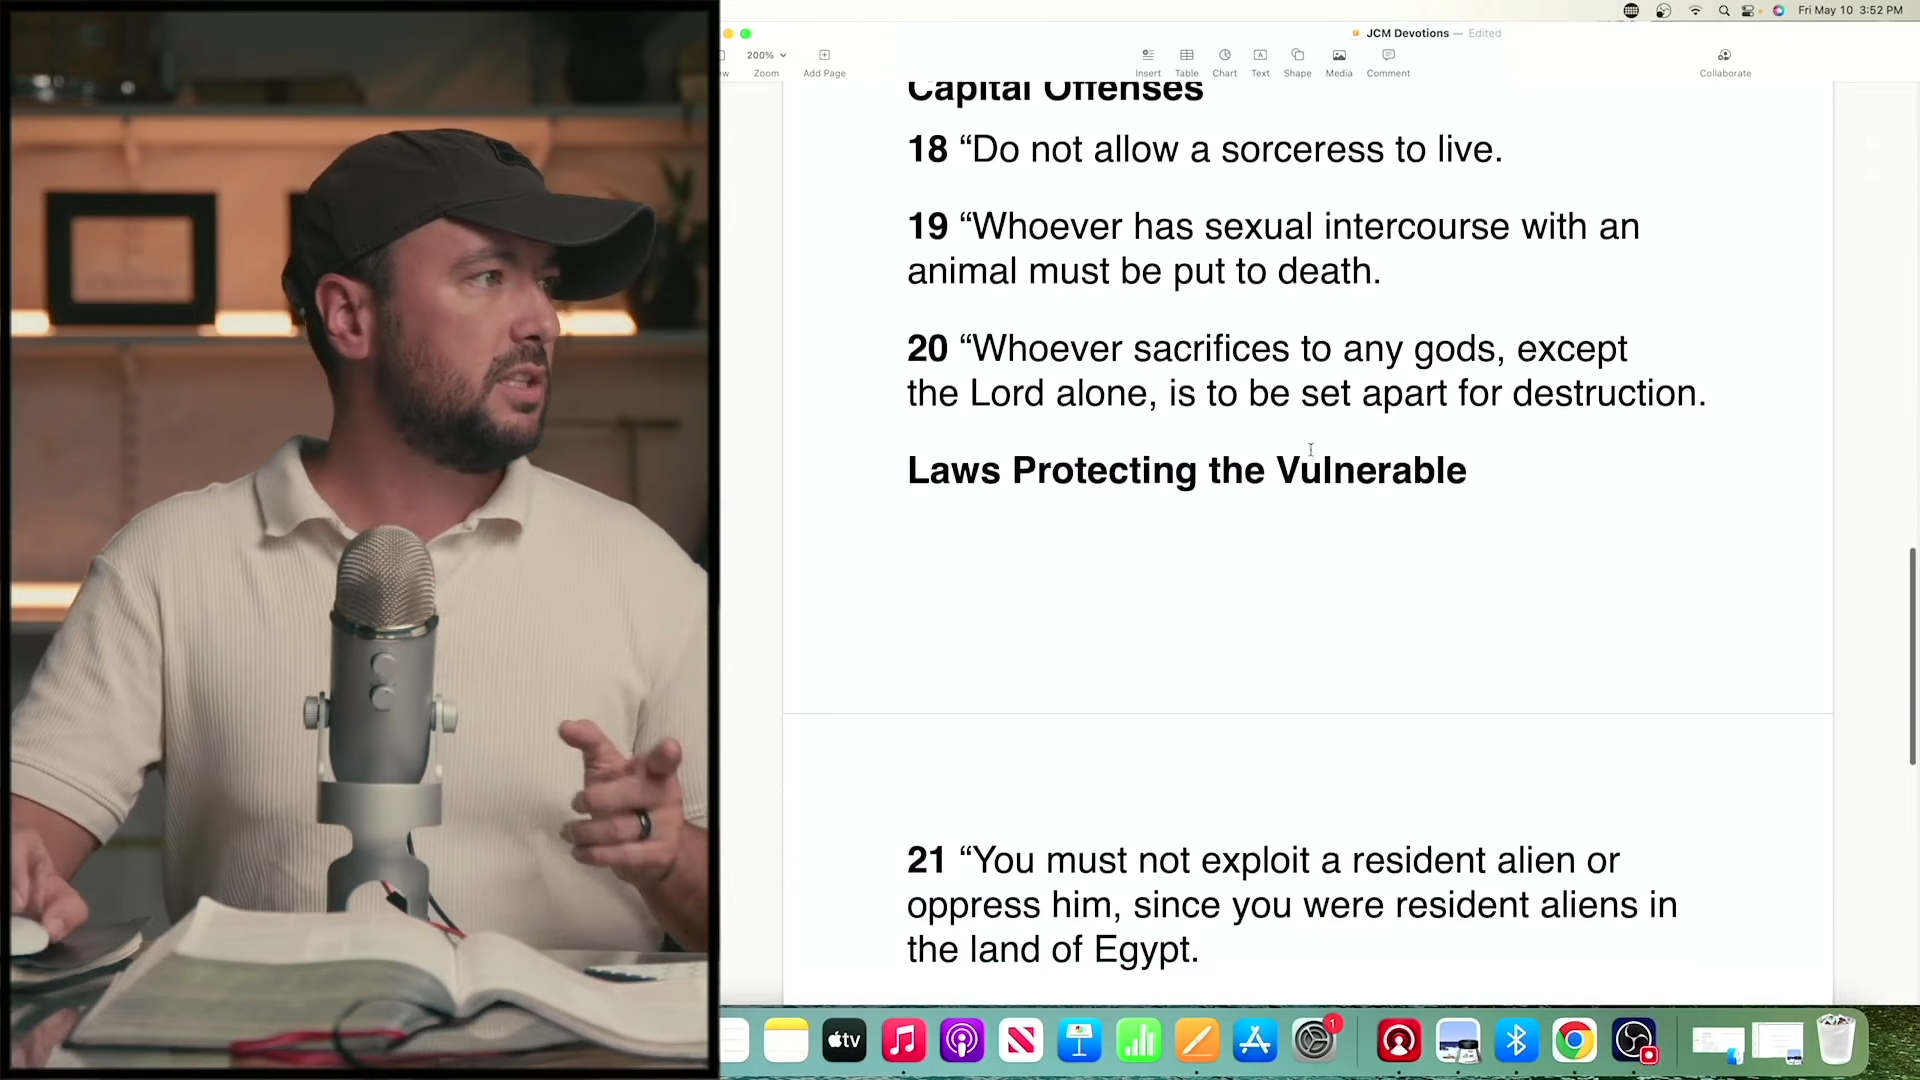 Fri May 10 3:52 PM
JCM Devotions — Edited
200%
Zoom
Add Page
Insert
Table
Chart
Text
Shape
Media
Comment
Collaborate
Capital Offenses
18 “Do not allow a sorceress to live.
19 “Whoever has sexual intercourse with an
animal must be put to death.
20 “Whoever sacrifices to any gods, except
the Lord alone, is to be set apart for destruction.
Laws Protecting the Vulnerable
21 “You must not exploit a resident alien or
oppress him, since you were resident aliens in
the land of Egypt.
tv
1